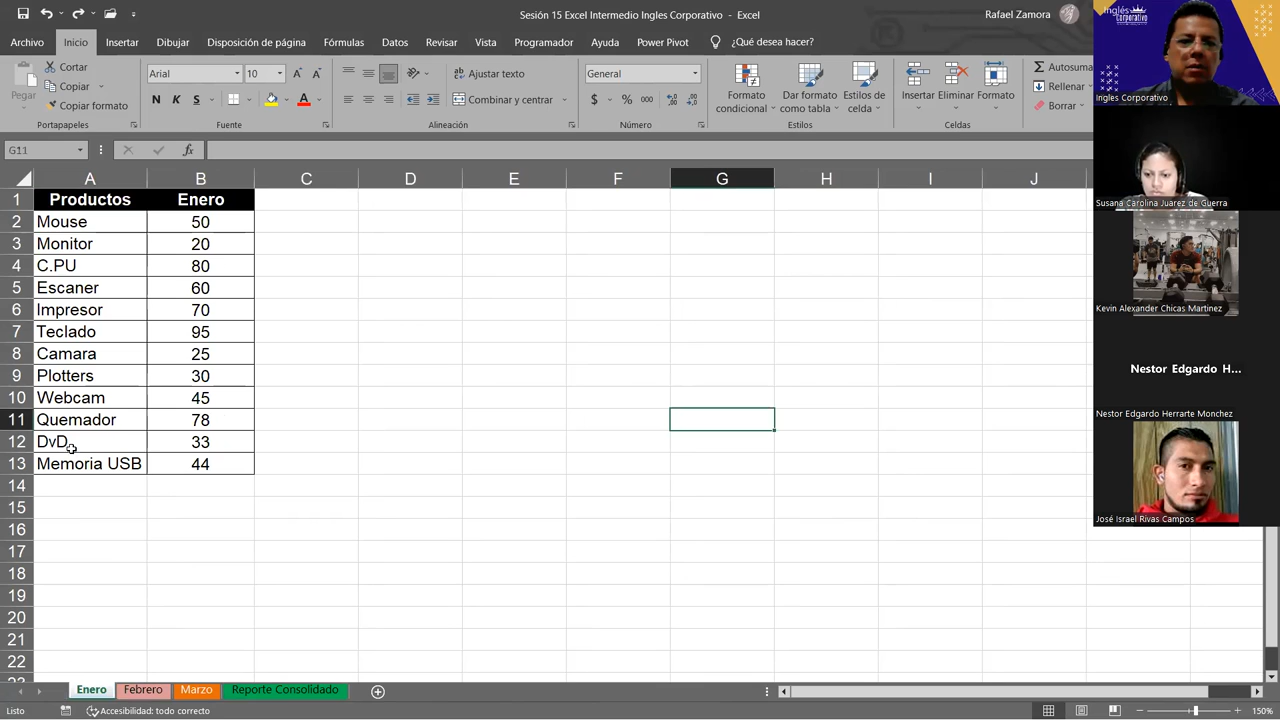 Sesión 15 Excel Intermedio Ingles Corporativo - Excel
Rafael Zamora
Archivo Inicio Insertar Dibujar Disposición de página Fórmulas Datos Revisar Vista Programador Ayuda Power Pivot ¿Qué desea hacer?
Pegar
Cortar
Copiar
Copiar formato
Portapapeles
Arial 10
N K S
Fuente
Ajustar texto
Combinar y centrar
Alineación
General
$ % 000
Número
Formato condicional
Dar formato como tabla
Estilos de celda
Estilos
Insertar Eliminar Formato
Celdas
Autosuma
Rellenar
Borrar
G11
fx
A B C D E F G H I J
1 Productos Enero
2 Mouse 50
3 Monitor 20
4 C.PU 80
5 Escaner 60
6 Impresor 70
7 Teclado 95
8 Camara 25
9 Plotters 30
10 Webcam 45
11 Quemador 78
12 DvD 33
13 Memoria USB 44
14
15
16
17
18
19
20
21
22
Enero Febrero Marzo Reporte Consolidado
Listo
Accesibilidad: todo correcto
150%
Inglés
Corporativo
Ingles Corporativo
Susana Carolina Juarez de Guerra
Kevin Alexander Chicas Martinez
Nestor Edgardo H...
Nestor Edgardo Herrarte Monchez
José Israel Rivas Campos